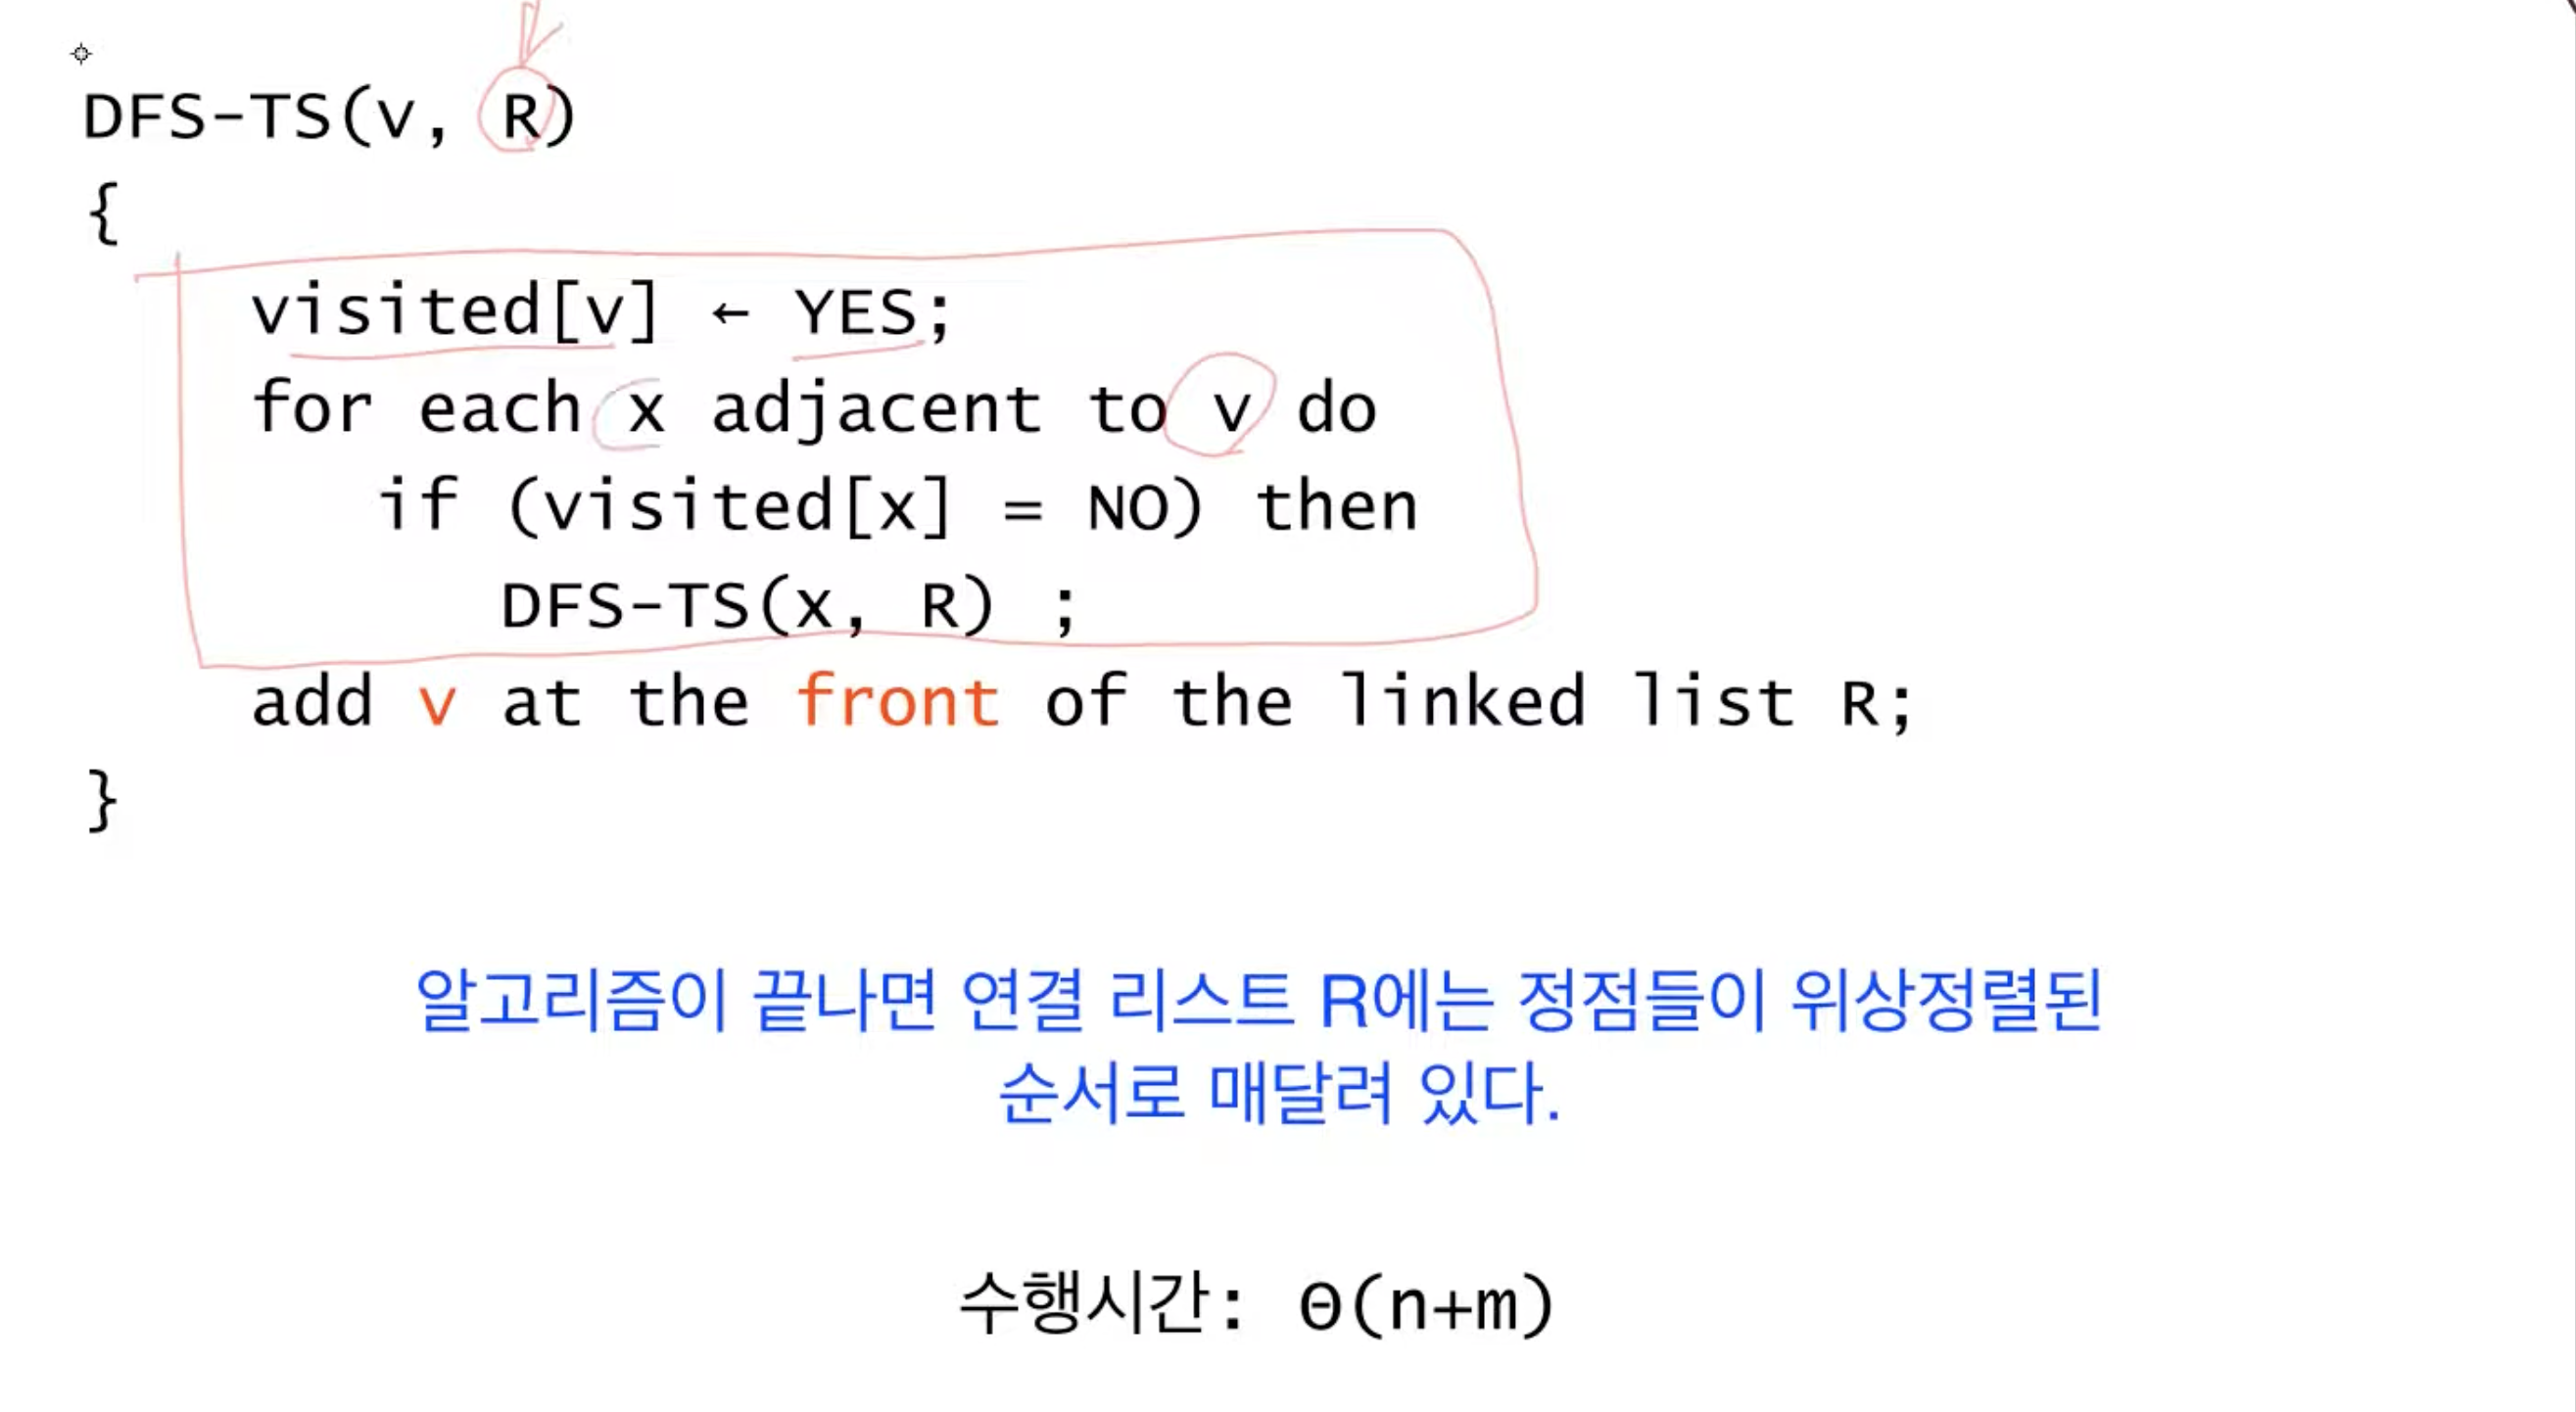 DFS-TS(v, R)
{
visited[v] ← YES;
for each x adjacent to v do
if (visited[x] = NO) then
DFS-TS(x, R) ;
add v at the front of the linked list R;
}
알고리즘이 끝나면 연결 리스트 R에는 정점들이 위상정렬된
순서로 매달려 있다.
수행시간: Θ(n+m)